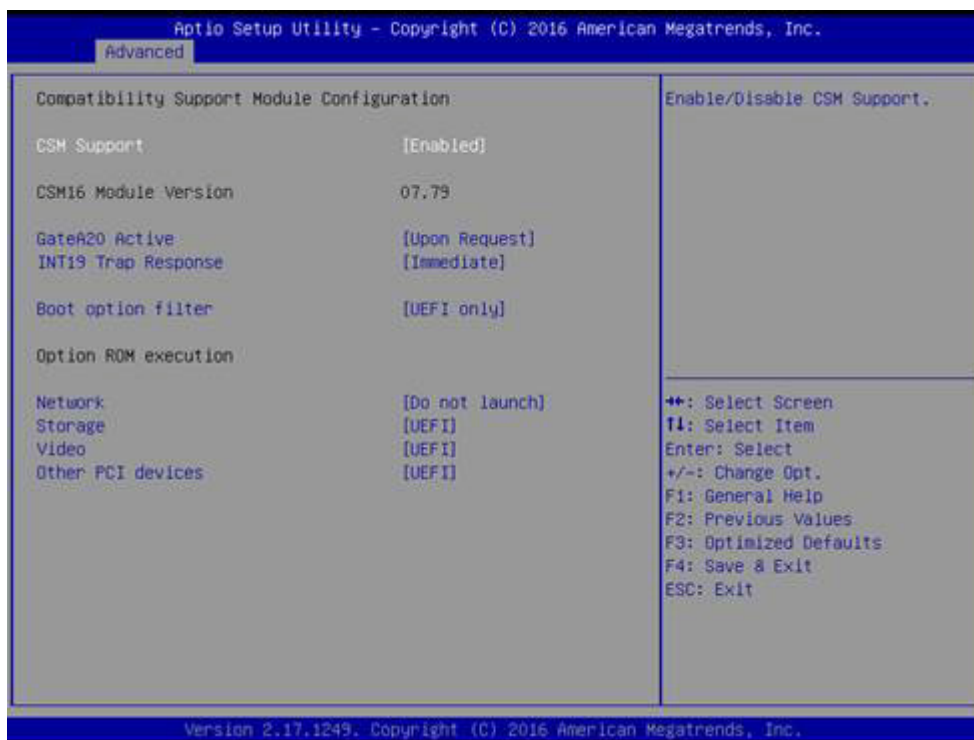 Aptio Setup Utility – Copyright (C) 2016 American Megatrends, Inc.
Advanced
Compatibility Support Module Configuration
CSM Support [Enabled]
CSM16 Module Version 07.79
GateA20 Active [Upon Request]
INT19 Trap Response [Immediate]
Boot option filter [UEFI only]
Option ROM execution
Network [Do not launch]
Storage [UEFI]
Video [UEFI]
Other PCI devices [UEFI]
Enable/Disable CSM Support.
→←: Select Screen
↑↓: Select Item
Enter: Select
+/-: Change Opt.
F1: General Help
F2: Previous Values
F3: Optimized Defaults
F4: Save & Exit
ESC: Exit
Version 2.17.1249. Copyright (C) 2016 American Megatrends, Inc.